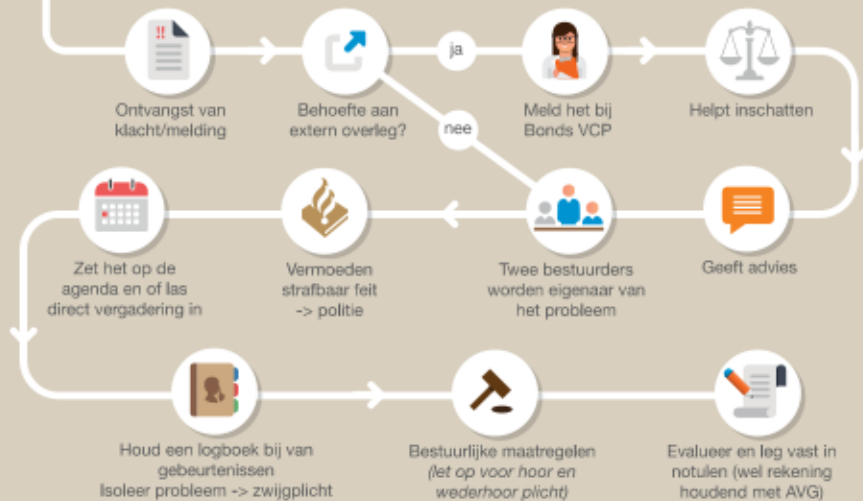 Ontvangst van
klacht/melding
Behoefte aan
extern overleg?
ja
nee
Meld het bij
Bonds VCP
Helpt inschatten
Geeft advies
Twee bestuurders
worden eigenaar van
het probleem
Vermoeden
strafbaar feit
-> politie
Zet het op de
agenda en of las
direct vergadering in
Houd een logboek bij van
gebeurtenissen
Isoleer probleem -> zwijgplicht
Bestuurlijke maatregelen
(let op voor hoor en
wederhoor plicht)
Evalueer en leg vast in
notulen (wel rekening
houdend met AVG)